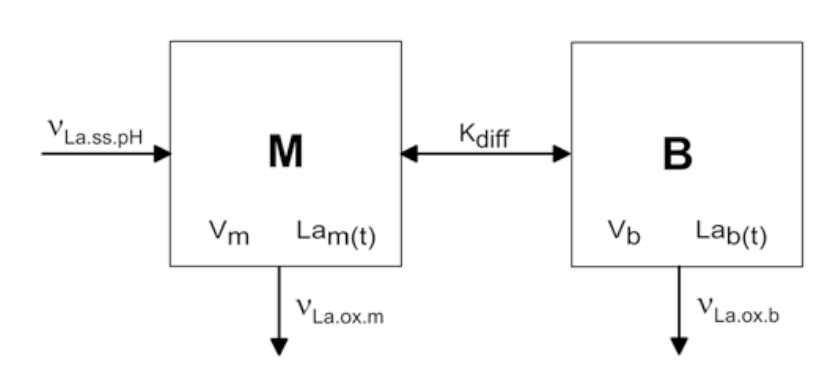 νLa.ss.pH
M
Kdiff
B
Vm Lam(t)
Vb Lab(t)
νLa.ox.m
νLa.ox.b